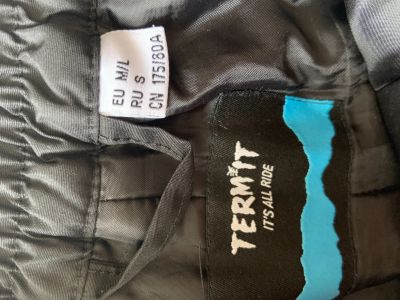 EU M/L
RU S
CN 175/80A
TERMIT
IT'S ALL RIDE